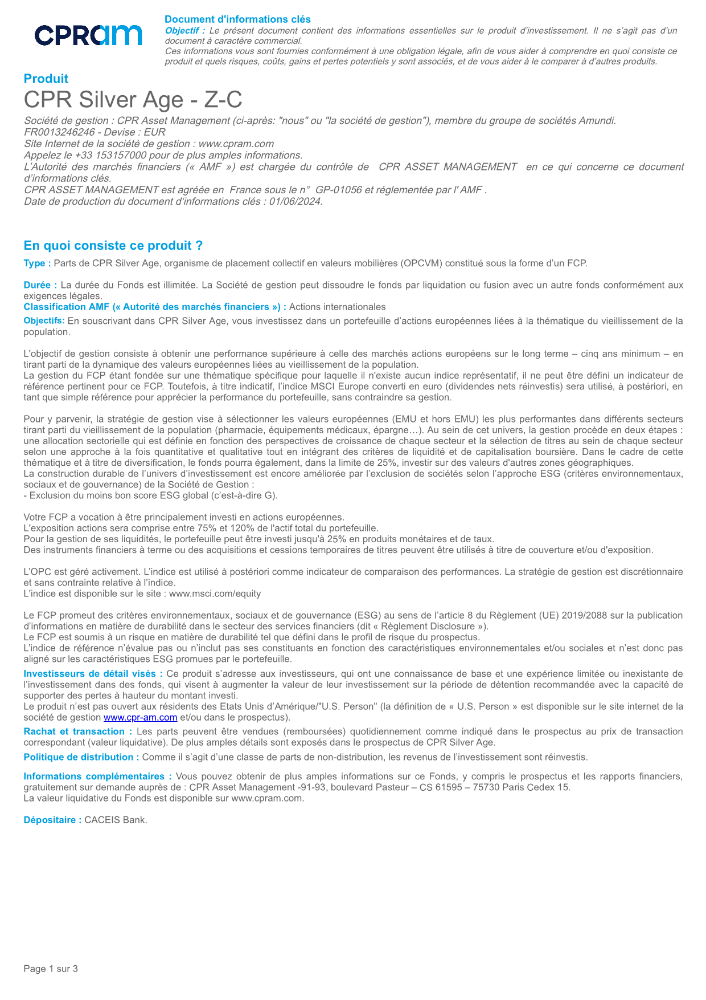 CPRam
Document d'informations clés
Objectif : Le présent document contient des informations essentielles sur le produit d’investissement. Il ne s’agit pas d’un
document à caractère commercial.
Ces informations vous sont fournies conformément à une obligation légale, afin de vous aider à comprendre en quoi consiste ce
produit et quels risques, coûts, gains et pertes potentiels y sont associés, et de vous aider à le comparer à d’autres produits.
Produit
CPR Silver Age - Z-C
Société de gestion : CPR Asset Management (ci-après: "nous" ou "la société de gestion"), membre du groupe de sociétés Amundi.
FR0013246246 - Devise : EUR
Site Internet de la société de gestion : www.cpram.com
Appelez le +33 153157000 pour de plus amples informations.
L’Autorité des marchés financiers (« AMF ») est chargée du contrôle de CPR ASSET MANAGEMENT en ce qui concerne ce document
d’informations clés.
CPR ASSET MANAGEMENT est agréée en France sous le n° GP-01056 et réglementée par l' AMF .
Date de production du document d'informations clés : 01/06/2024.
En quoi consiste ce produit ?
Type : Parts de CPR Silver Age, organisme de placement collectif en valeurs mobilières (OPCVM) constitué sous la forme d’un FCP.
Durée : La durée du Fonds est illimitée. La Société de gestion peut dissoudre le fonds par liquidation ou fusion avec un autre fonds conformément aux
exigences légales.
Classification AMF (« Autorité des marchés financiers ») : Actions internationales
Objectifs: En souscrivant dans CPR Silver Age, vous investissez dans un portefeuille d’actions européennes liées à la thématique du vieillissement de la
population.
L'objectif de gestion consiste à obtenir une performance supérieure à celle des marchés actions européens sur le long terme – cinq ans minimum – en
tirant parti de la dynamique des valeurs européennes liées au vieillissement de la population.
La gestion du FCP étant fondée sur une thématique spécifique pour laquelle il n'existe aucun indice représentatif, il ne peut être défini un indicateur de
référence pertinent pour ce FCP. Toutefois, à titre indicatif, l’indice MSCI Europe converti en euro (dividendes nets réinvestis) sera utilisé, à postériori, en
tant que simple référence pour apprécier la performance du portefeuille, sans contraindre sa gestion.
Pour y parvenir, la stratégie de gestion vise à sélectionner les valeurs européennes (EMU et hors EMU) les plus performantes dans différents secteurs
tirant parti du vieillissement de la population (pharmacie, équipements médicaux, épargne…). Au sein de cet univers, la gestion procède en deux étapes :
une allocation sectorielle qui est définie en fonction des perspectives de croissance de chaque secteur et la sélection de titres au sein de chaque secteur
selon une approche à la fois quantitative et qualitative tout en intégrant des critères de liquidité et de capitalisation boursière. Dans le cadre de cette
thématique et à titre de diversification, le fonds pourra également, dans la limite de 25%, investir sur des valeurs d'autres zones géographiques.
La construction durable de l’univers d’investissement est encore améliorée par l’exclusion de sociétés selon l’approche ESG (critères environnementaux,
sociaux et de gouvernance) de la Société de Gestion :
- Exclusion du moins bon score ESG global (c’est-à-dire G).
Votre FCP a vocation à être principalement investi en actions européennes.
L'exposition actions sera comprise entre 75% et 120% de l'actif total du portefeuille.
Pour la gestion de ses liquidités, le portefeuille peut être investi jusqu'à 25% en produits monétaires et de taux.
Des instruments financiers à terme ou des acquisitions et cessions temporaires de titres peuvent être utilisés à titre de couverture et/ou d'exposition.
L’OPC est géré activement. L’indice est utilisé à postériori comme indicateur de comparaison des performances. La stratégie de gestion est discrétionnaire
et sans contrainte relative à l’indice.
L'indice est disponible sur le site : www.msci.com/equity
Le FCP promeut des critères environnementaux, sociaux et de gouvernance (ESG) au sens de l’article 8 du Règlement (UE) 2019/2088 sur la publication
d’informations en matière de durabilité dans le secteur des services financiers (dit « Règlement Disclosure »).
Le FCP est soumis à un risque en matière de durabilité tel que défini dans le profil de risque du prospectus.
L’indice de référence n’évalue pas ou n’inclut pas ses constituants en fonction des caractéristiques environnementales et/ou sociales et n’est donc pas
aligné sur les caractéristiques ESG promues par le portefeuille.
Investisseurs de détail visés : Ce produit s’adresse aux investisseurs, qui ont une connaissance de base et une expérience limitée ou inexistante de
l’investissement dans des fonds, qui visent à augmenter la valeur de leur investissement sur la période de détention recommandée avec la capacité de
supporter des pertes à hauteur du montant investi.
Le produit n’est pas ouvert aux résidents des Etats Unis d’Amérique/"U.S. Person" (la définition de « U.S. Person » est disponible sur le site internet de la
société de gestion www.cpr-am.com et/ou dans le prospectus).
Rachat et transaction : Les parts peuvent être vendues (remboursées) quotidiennement comme indiqué dans le prospectus au prix de transaction
correspondant (valeur liquidative). De plus amples détails sont exposés dans le prospectus de CPR Silver Age.
Politique de distribution : Comme il s’agit d’une classe de parts de non-distribution, les revenus de l’investissement sont réinvestis.
Informations complémentaires : Vous pouvez obtenir de plus amples informations sur ce Fonds, y compris le prospectus et les rapports financiers,
gratuitement sur demande auprès de : CPR Asset Management -91-93, boulevard Pasteur – CS 61595 – 75730 Paris Cedex 15.
La valeur liquidative du Fonds est disponible sur www.cpram.com.
Dépositaire : CACEIS Bank.
Page 1 sur 3